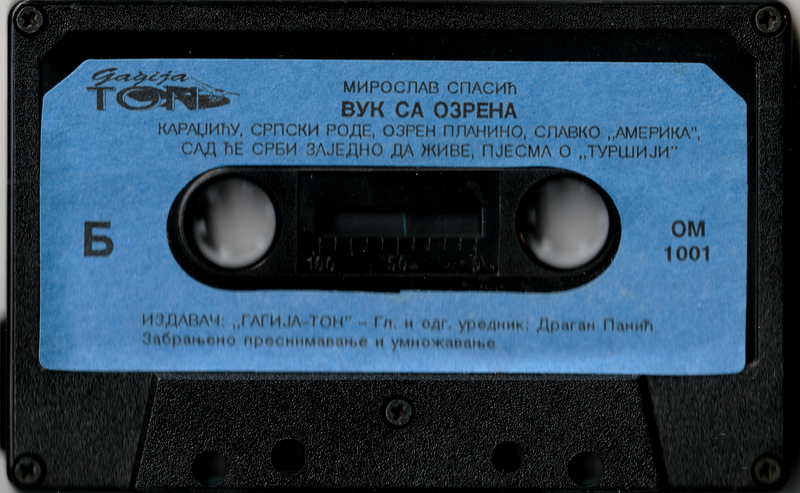 Gagija
TON
МИРОСЛАВ СПАСИЋ
ВУК СА ОЗРЕНА
КАРАЏИЋУ, СРПСКИ РОДЕ, ОЗРЕН ПЛАНИНО, СЛАВКО „АМЕРИКА”,
САД ЋЕ СРБИ ЗАЈЕДНО ДА ЖИВЕ, ПЈЕСМА О „ТУРШИЈИ”
Б
ОМ
1001
100 50 0
ИЗДАВАЧ: „ГАГИЈА-ТОН” – Гл. и одг. уредник: Драган Панић
Забрањено преснимавање и умножавање